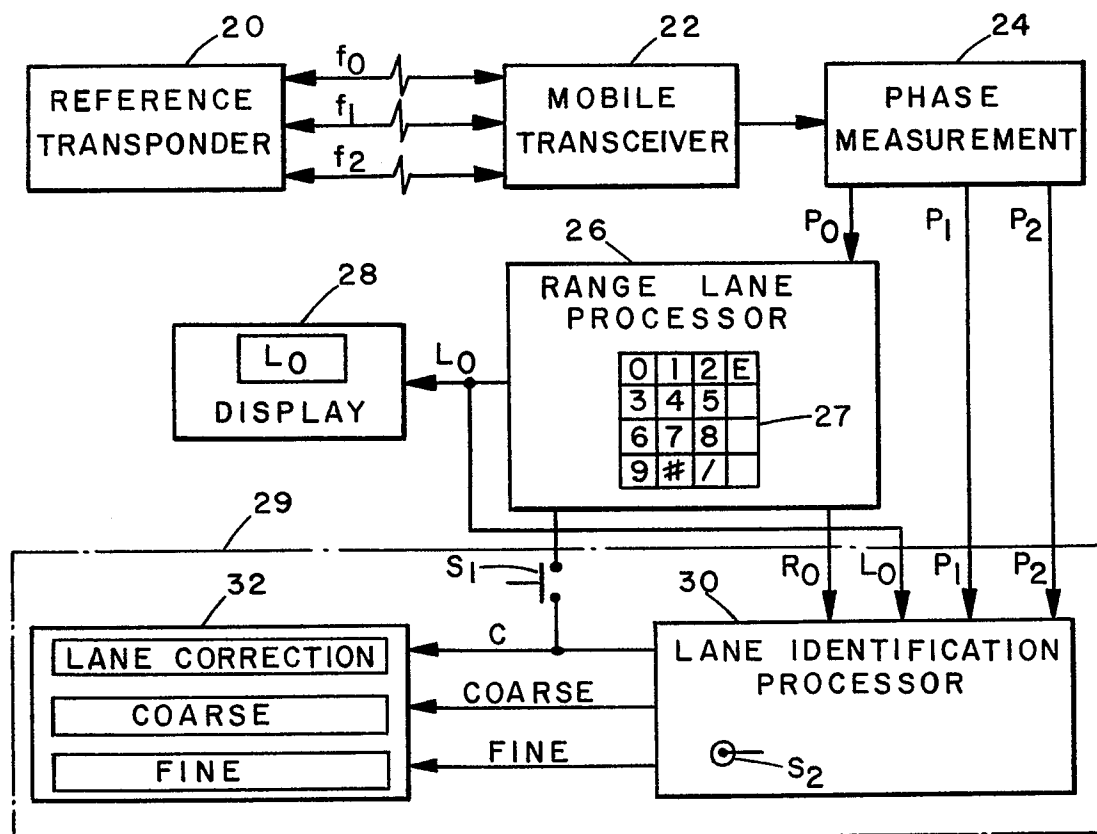 20
22
24
REFERENCE
TRANSPONDER
f0
f1
f2
MOBILE
TRANSCEIVER
PHASE
MEASUREMENT
P0
P1
P2
26
RANGE LANE
PROCESSOR
0 1 2 E
3 4 5
6 7 8
9 # /
27
28
L0
DISPLAY
L0
29
S1
R0
L0
P1
P2
32
30
LANE CORRECTION
COARSE
FINE
C
COARSE
FINE
LANE IDENTIFICATION
PROCESSOR
S2